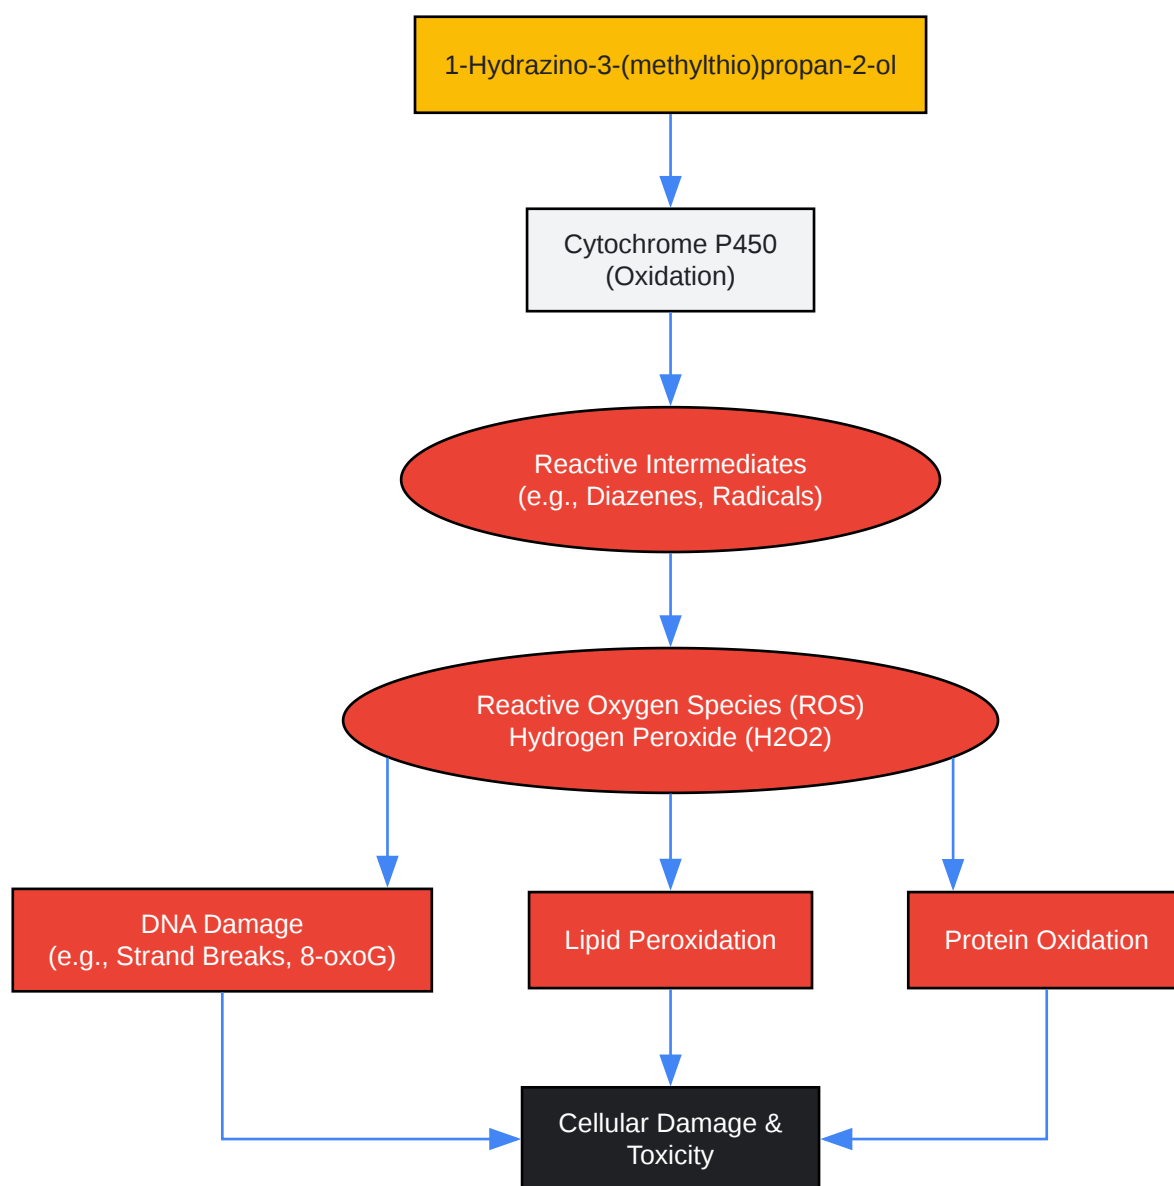 1-Hydrazino-3-(methylthio)propan-2-ol
Cytochrome P450
(Oxidation)
Reactive Intermediates
(e.g., Diazenes, Radicals)
Reactive Oxygen Species (ROS)
Hydrogen Peroxide (H2O2)
DNA Damage
(e.g., Strand Breaks, 8-oxoG)
Lipid Peroxidation
Protein Oxidation
Cellular Damage &
Toxicity